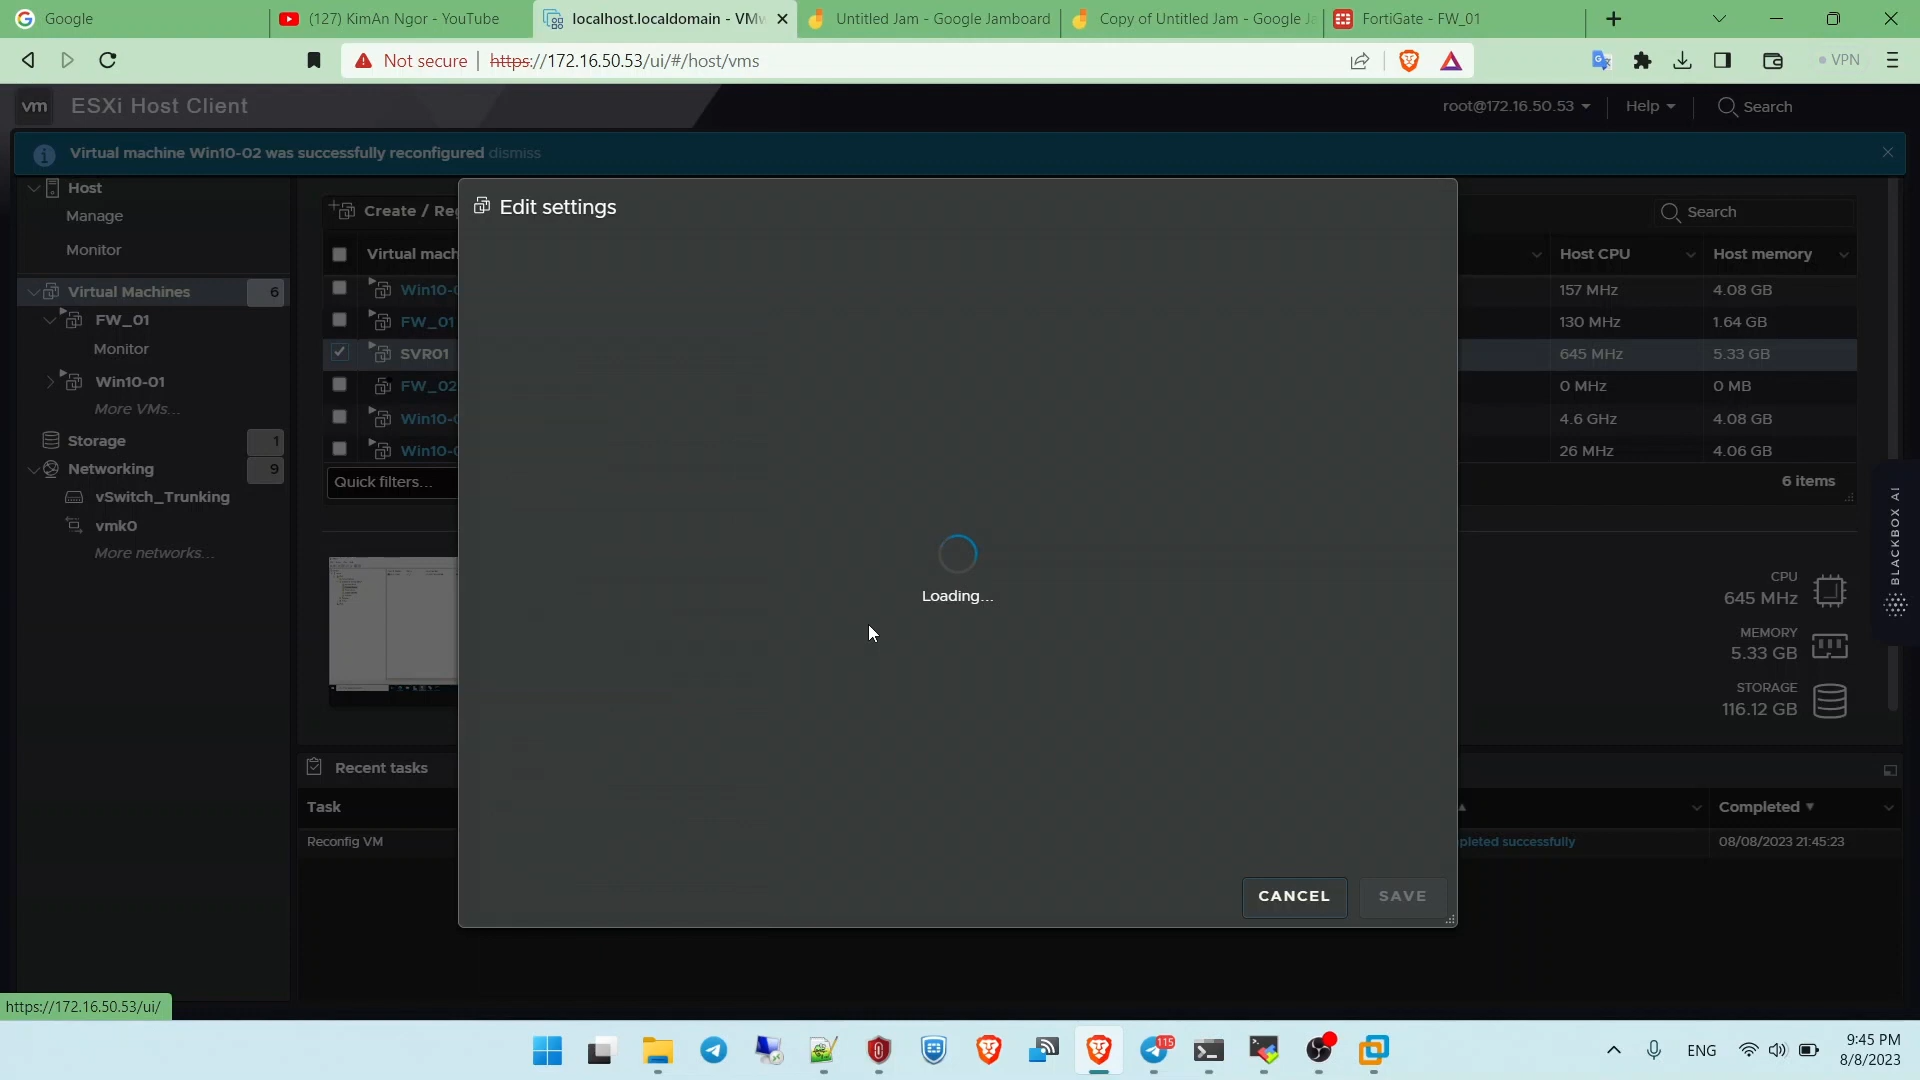 Google
(127) KimAn Ngor - YouTube
localhost.localdomain - VMw
Untitled Jam - Google Jamboard
Copy of Untitled Jam - Google Ja
FortiGate - FW_01
Not secure
https://172.16.50.53/ui/#/host/vms
VPN
vm
ESXi Host Client
root@172.16.50.53
Help
Search
Virtual machine Win10-02 was successfully reconfigured dismiss
Host
Manage
Monitor
Virtual Machines
6
FW_01
Monitor
Win10-01
More VMs...
Storage
1
Networking
9
vSwitch_Trunking
vmk0
More networks...
Create / Reg
Search
Virtual mach
Host CPU
Host memory
Win10-0
157 MHz
4.08 GB
FW_01
130 MHz
1.64 GB
SVR01
645 MHz
5.33 GB
FW_02
0 MHz
0 MB
Win10-0
4.6 GHz
4.08 GB
Win10-0
26 MHz
4.06 GB
Quick filters...
6 items
Edit settings
Loading...
CANCEL
SAVE
CPU
645 MHz
MEMORY
5.33 GB
STORAGE
116.12 GB
BLACKBOX AI
Recent tasks
Task
Completed
Reconfig VM
pleted successfully
08/08/2023 21:45:23
https://172.16.50.53/ui/
115
ENG
9:45 PM
8/8/2023